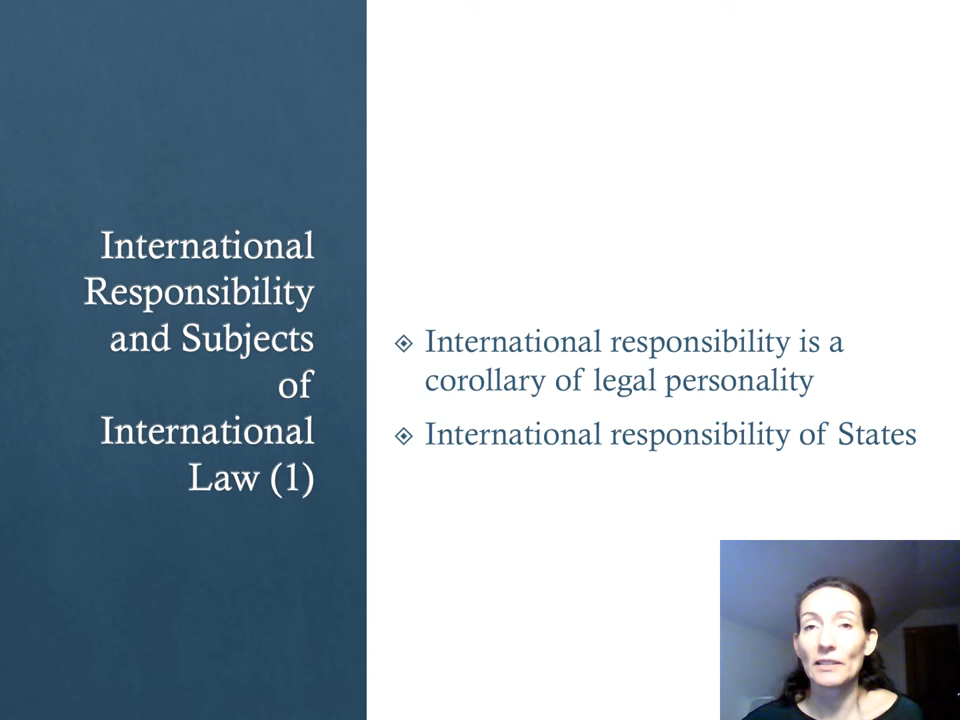 International
Responsibility
and Subjects
of
International
Law (1)
International responsibility is a
corollary of legal personality
International responsibility of States